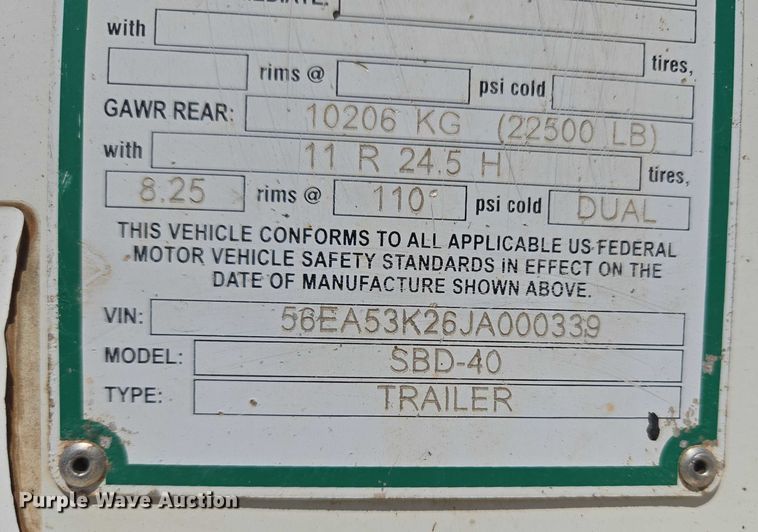 with
tires,
rims @ psi cold
GAWR REAR: 10206 KG (22500 LB)
with 11 R 24.5 H tires,
8.25 rims @ 110° psi cold DUAL
THIS VEHICLE CONFORMS TO ALL APPLICABLE US FEDERAL
MOTOR VEHICLE SAFETY STANDARDS IN EFFECT ON THE
DATE OF MANUFACTURE SHOWN ABOVE.
VIN: 56EA53K26JA000339
MODEL: SBD-40
TYPE: TRAILER
Purple Wave Auction